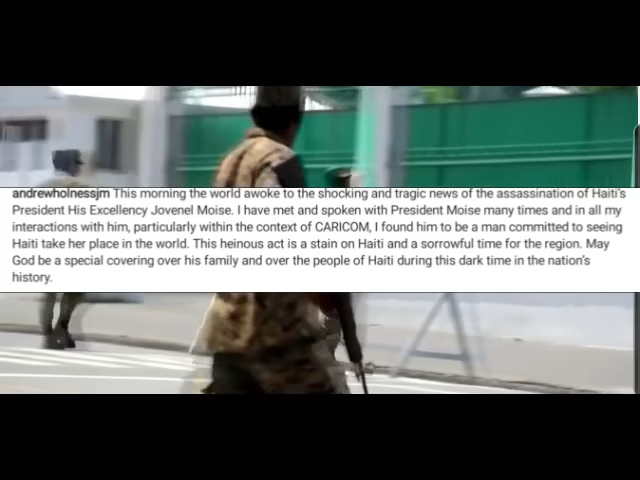 andrewholnessjm This morning the world awoke to the shocking and tragic news of the assassination of Haiti's
President His Excellency Jovenel Moise. I have met and spoken with President Moise many times and in all my
interactions with him, particularly within the context of CARICOM, I found him to be a man committed to seeing
Haiti take her place in the world. This heinous act is a stain on Haiti and a sorrowful time for the region. May
God be a special covering over his family and over the people of Haiti during this dark time in the nation's
history.